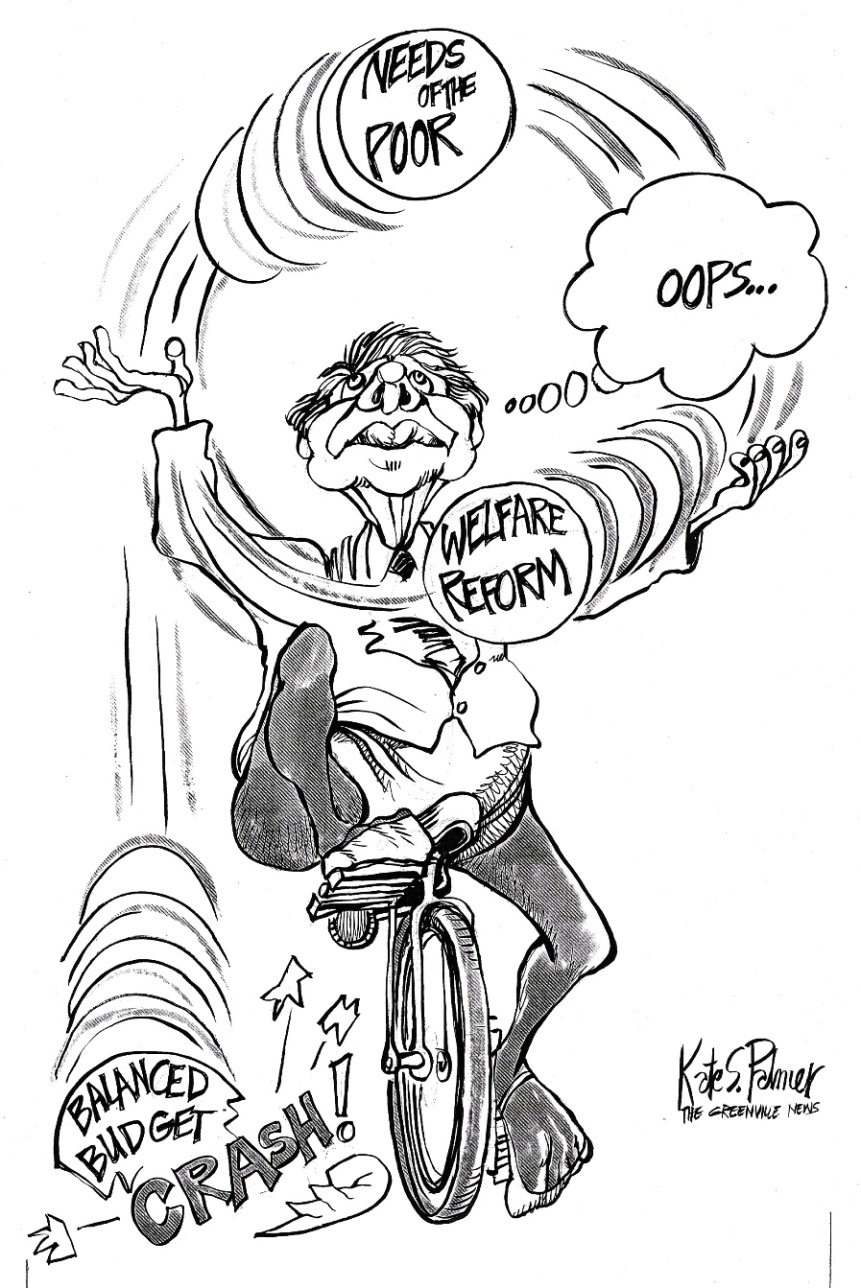 NEEDS
OF THE
POOR
OOPS...
WELFARE
REFORM
BALANCED
BUDGET
CRASH!
Kate S. Palmer
THE GREENVILLE NEWS